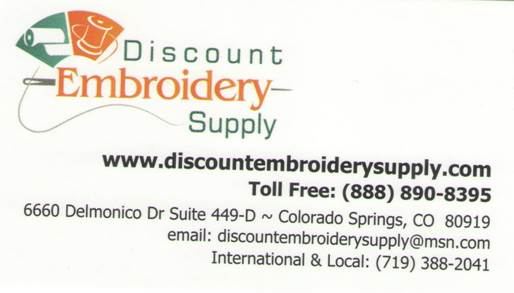 Discount
Embroidery
Supply
www.discountembroiderysupply.com
Toll Free: (888) 890-8395
6660 Delmonico Dr Suite 449-D ~ Colorado Springs, CO  80919
email: discountembroiderysupply@msn.com
International & Local: (719) 388-2041